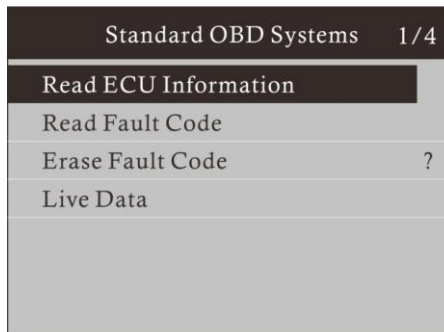 Standard OBD Systems 1/4
Read ECU Information
Read Fault Code
Erase Fault Code ?
Live Data